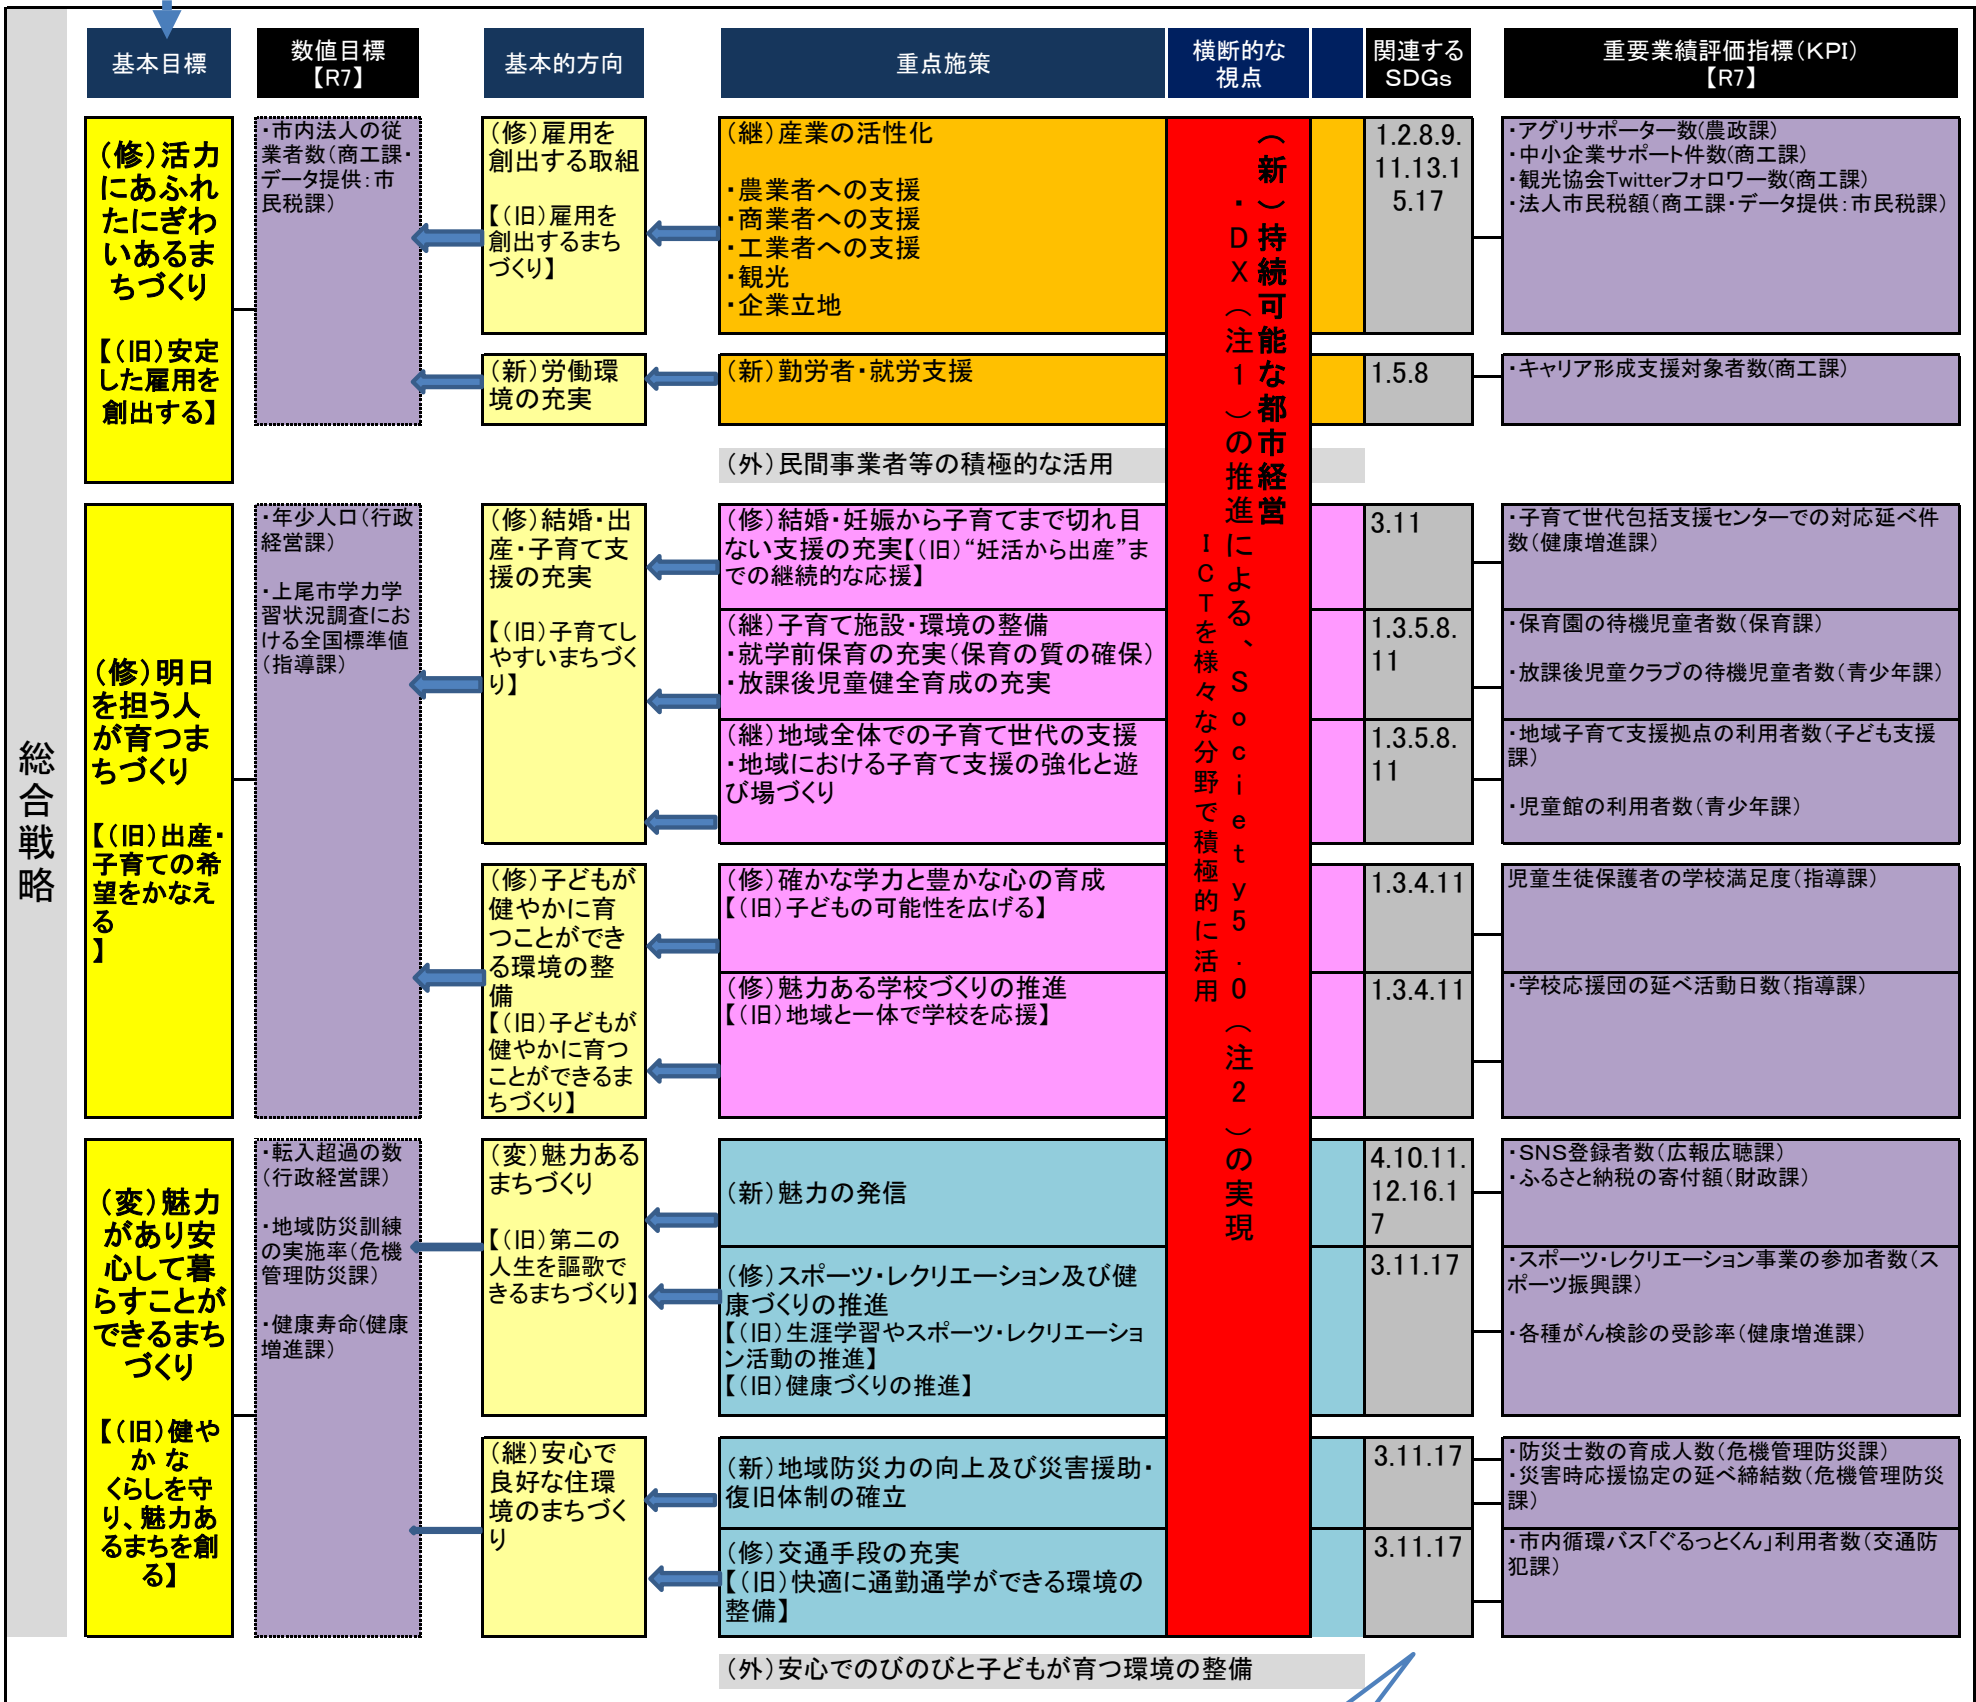 総合戦略
基本目標
数値目標
【R7】
基本的方向
重点施策
横断的な
視点
関連する
SDGs
重要業績評価指標（KPI）
【R7】
（修）活力
にあふれ
たにぎわ
いあるま
ちづくり
【（旧）安定
した雇用を
創出する】
・市内法人の従
業者数（商工課・
データ提供：市
民税課）
（修）雇用を
創出する取組
【（旧）雇用を
創出するまち
づくり】
（継）産業の活性化
・農業者への支援
・商業者への支援
・工業者への支援
・観光
・企業立地
1.2.8.9.
11.13.1
5.17
・アグリサポーター数(農政課)
・中小企業サポート件数(商工課)
・観光協会Twitterフォロワー数(商工課)
・法人市民税額(商工課・データ提供：市民税課)
（新）労働環
境の充実
（新）勤労者・就労支援
1.5.8
・キャリア形成支援対象者数(商工課)
（外）民間事業者等の積極的な活用
（新）持続可能な都市経営
・DX（注1）の推進による、Society5.0（注2）の実現
ICTを様々な分野で積極的に活用
（修）明日
を担う人
が育つま
ちづくり
【（旧）出産・
子育ての希
望をかなえ
る
】
・年少人口（行政
経営課）
・上尾市学力学
習状況調査にお
ける全国標準値
（指導課）
（修）結婚・出
産・子育て支
援の充実
【（旧）子育てし
やすいまちづく
り】
（修）結婚・妊娠から子育てまで切れ目
ない支援の充実【（旧）“妊活から出産”ま
での継続的な応援】
3.11
・子育て世代包括支援センターでの対応延べ件
数（健康増進課）
（継）子育て施設・環境の整備
・就学前保育の充実（保育の質の確保）
・放課後児童健全育成の充実
1.3.5.8.
11
・保育園の待機児童者数（保育課）
・放課後児童クラブの待機児童者数（青少年課）
（継）地域全体での子育て世代の支援
・地域における子育て支援の強化と遊
び場づくり
1.3.5.8.
11
・地域子育て支援拠点の利用者数（子ども支援
課）
・児童館の利用者数（青少年課）
（修）子どもが
健やかに育
つことができ
る環境の整
備
【（旧）子どもが
健やかに育つ
ことができるま
ちづくり】
（修）確かな学力と豊かな心の育成
【（旧）子どもの可能性を広げる】
1.3.4.11
児童生徒保護者の学校満足度（指導課）
（修）魅力ある学校づくりの推進
【（旧）地域と一体で学校を応援】
1.3.4.11
・学校応援団の延べ活動日数（指導課）
（変）魅力
があり安
心して暮
らすことが
できるまち
づくり
【（旧）健や
か な
くらしを守
り、魅力あ
るまちを創
る】
・転入超過の数
（行政経営課）
・地域防災訓練
の実施率（危機
管理防災課）
・健康寿命（健康
増進課）
（変）魅力ある
まちづくり
【（旧）第二の
人生を謳歌で
きるまちづくり】
（新）魅力の発信
4.10.11.
12.16.1
7
・SNS登録者数（広報広聴課）
・ふるさと納税の寄付額（財政課）
（修）スポーツ・レクリエーション及び健
康づくりの推進
【（旧）生涯学習やスポーツ・レクリエーショ
ン活動の推進】
【（旧）健康づくりの推進】
3.11.17
・スポーツ・レクリエーション事業の参加者数（ス
ポーツ振興課）
・各種がん検診の受診率（健康増進課）
（継）安心で
良好な住環
境のまちづく
り
（新）地域防災力の向上及び災害援助・
復旧体制の確立
3.11.17
・防災士数の育成人数（危機管理防災課）
・災害時応援協定の延べ締結数（危機管理防災
課）
（修）交通手段の充実
【（旧）快適に通勤通学ができる環境の
整備】
3.11.17
・市内循環バス「ぐるっとくん」利用者数（交通防
犯課）
（外）安心でのびのびと子どもが育つ環境の整備